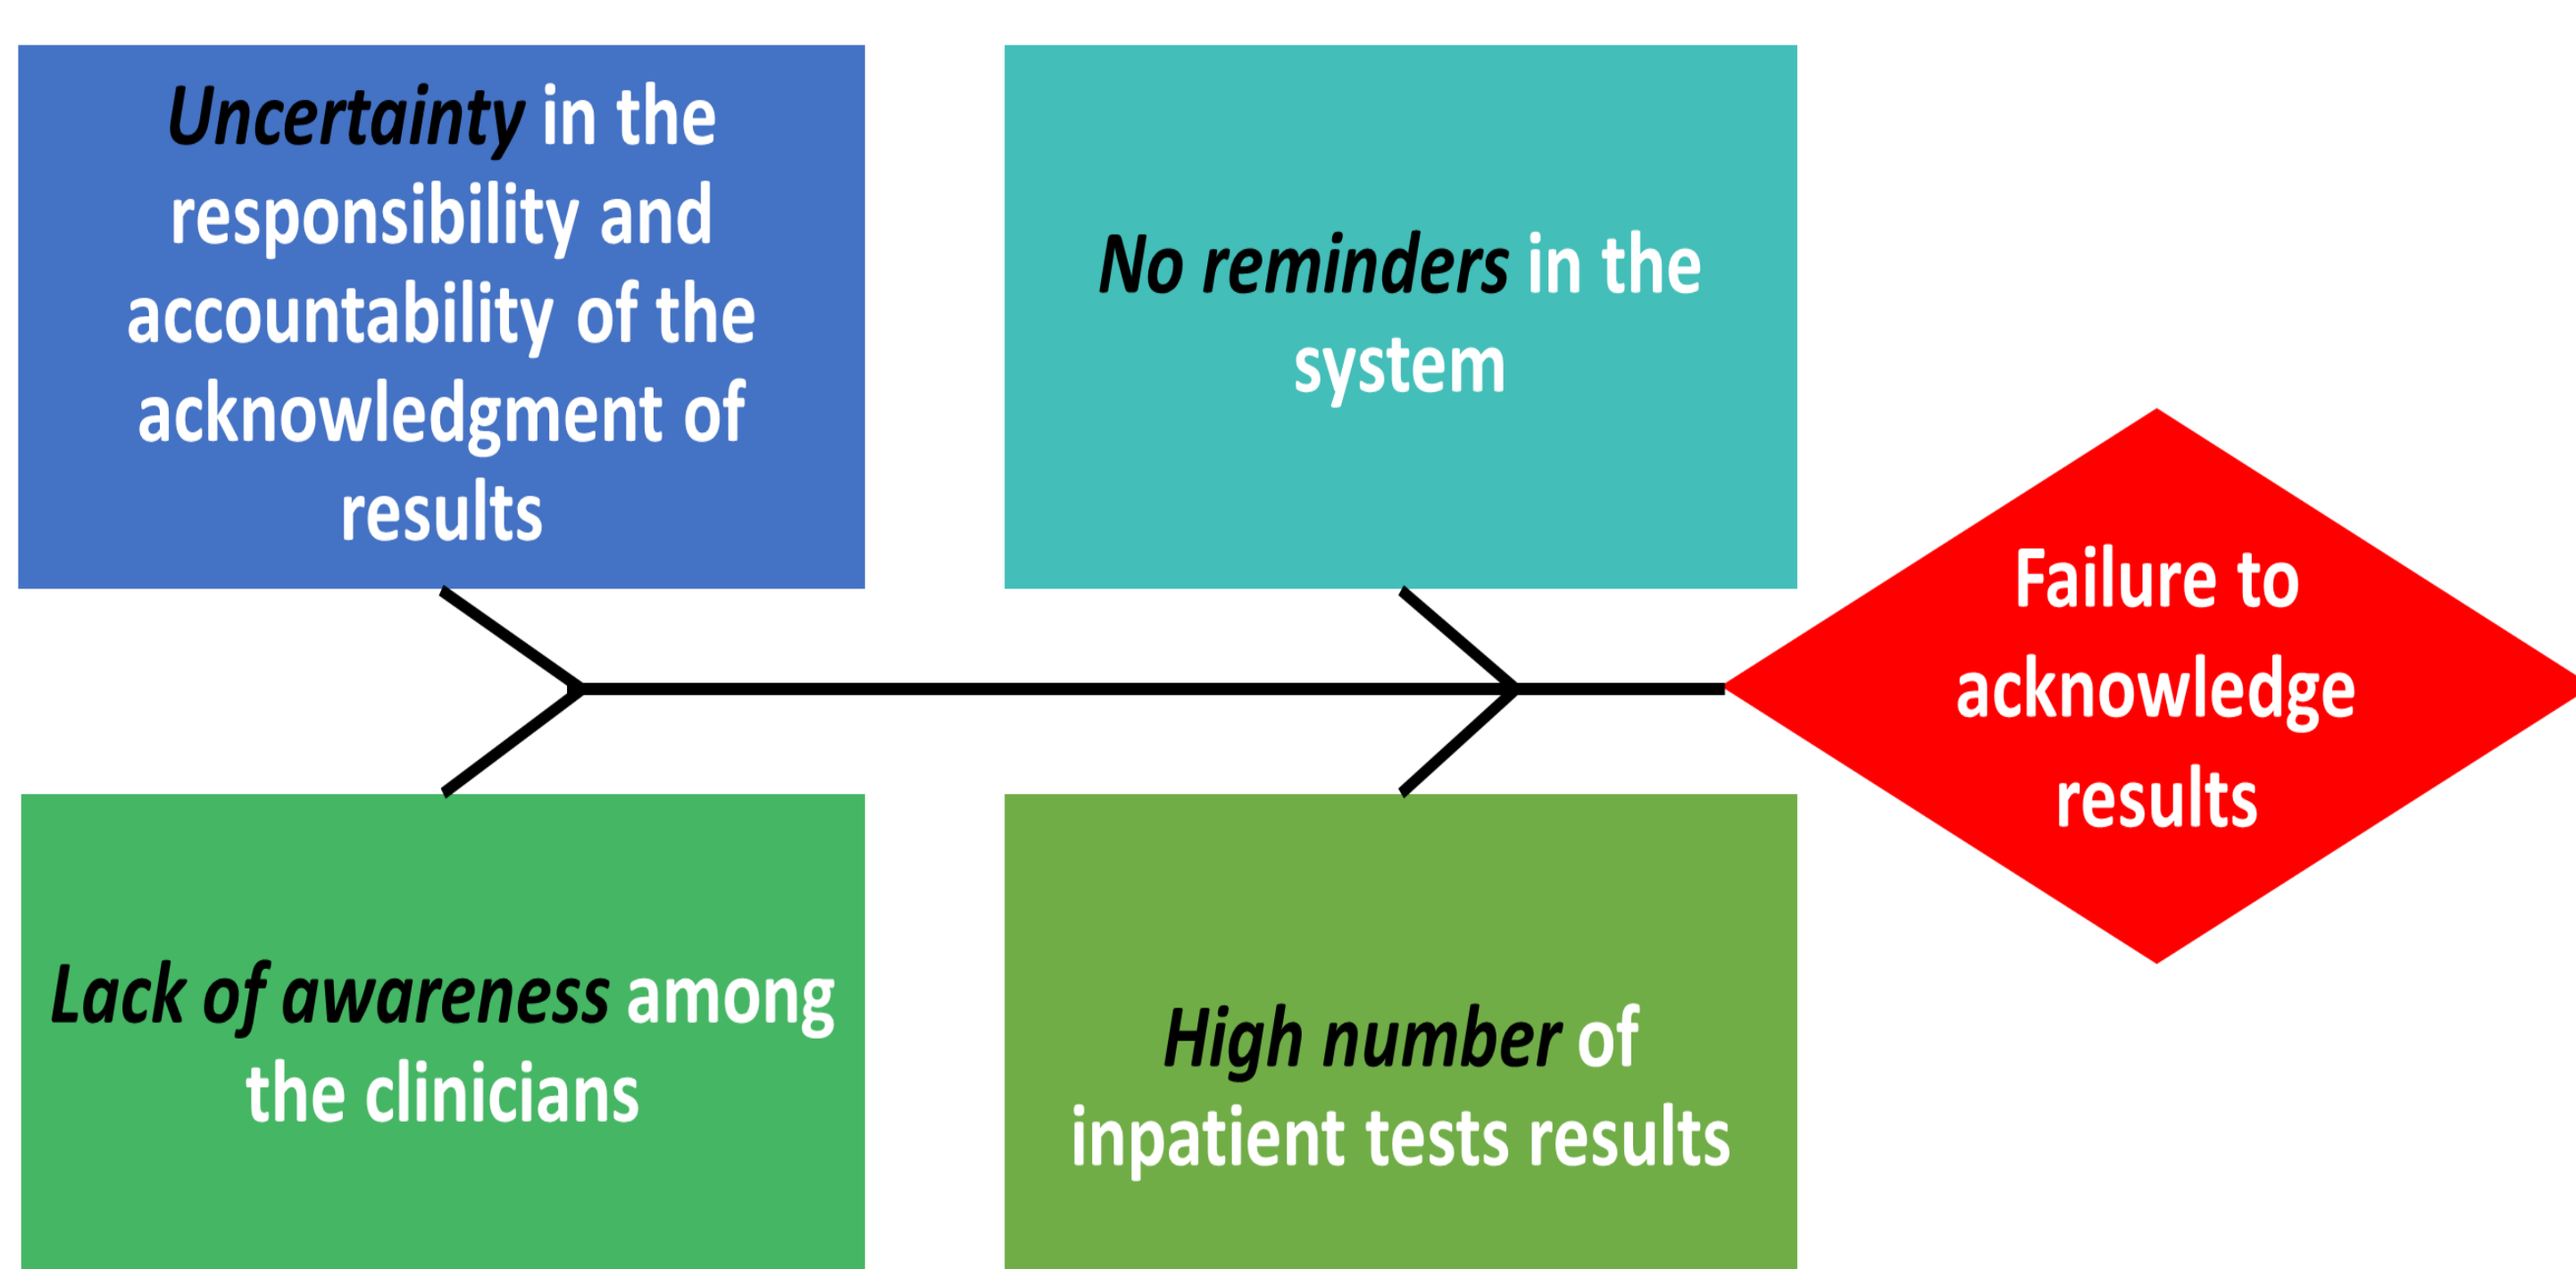 Uncertainty in the
responsibility and
accountability of the
acknowledgment of
results
No reminders in the
system
Failure to
acknowledge
results
Lack of awareness among
the clinicians
High number of
inpatient tests results